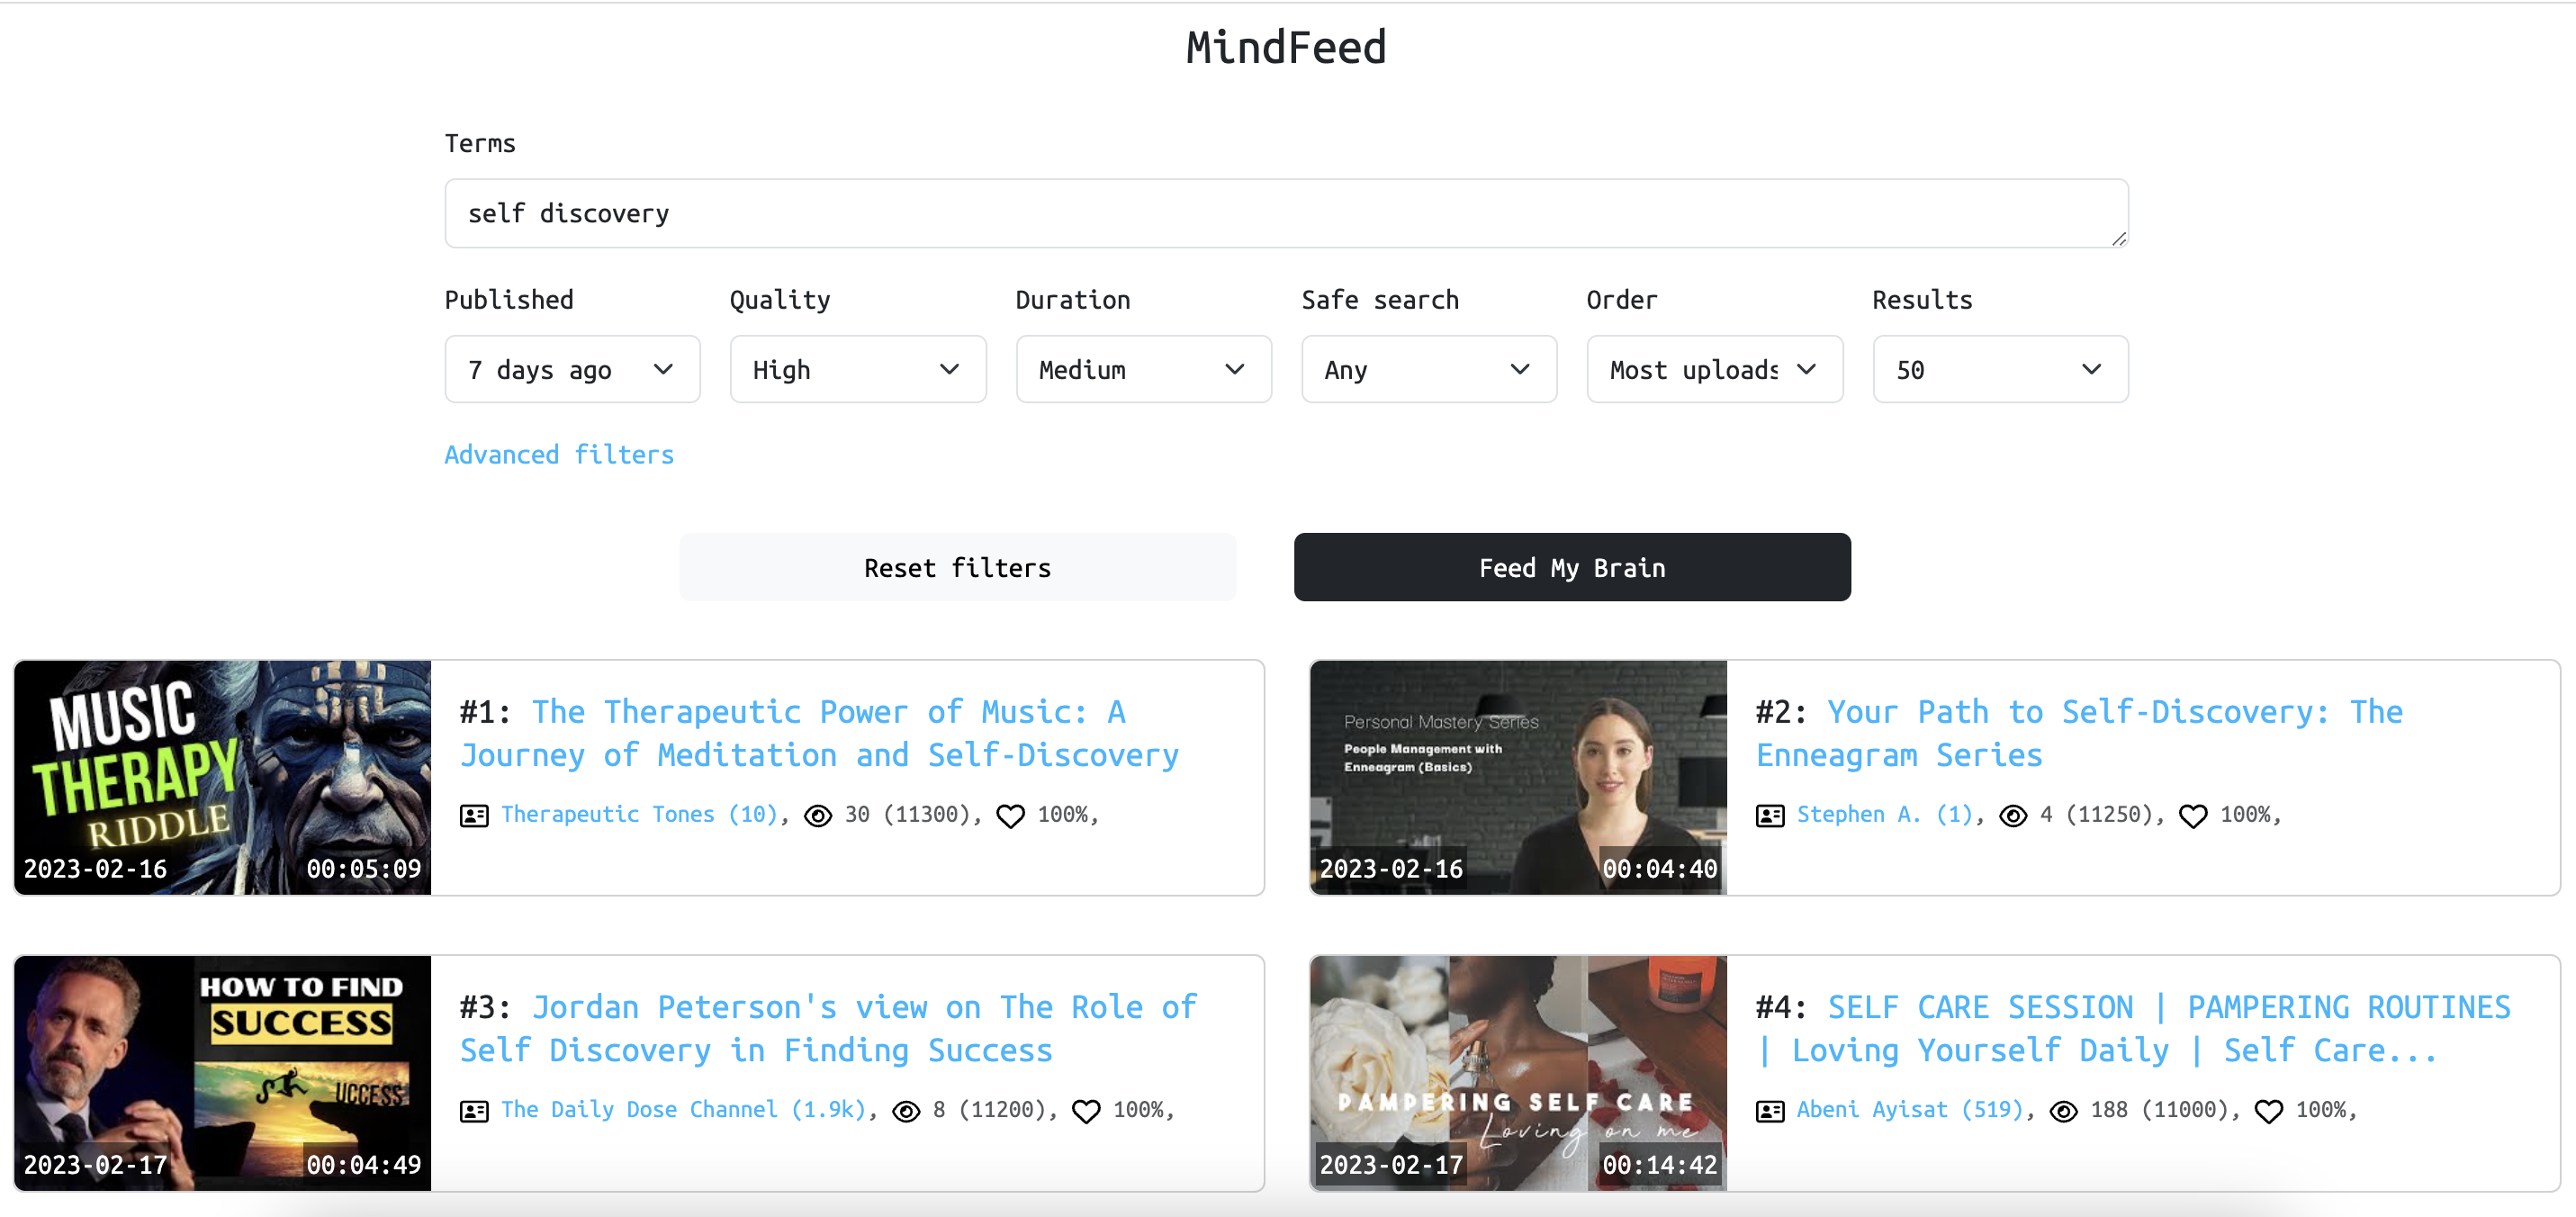 MindFeed
Terms
self discovery
Published Quality Duration Safe search Order Results
7 days ago High Medium Any Most uploads 50
Advanced filters
Reset filters Feed My Brain
MUSIC
THERAPY
RIDDLE
2023-02-16 00:05:09
#1: The Therapeutic Power of Music: A
Journey of Meditation and Self-Discovery
Therapeutic Tones (10), 30 (11300), 100%,
Personal Mastery Series
People Management with
Enneagram (Basics)
2023-02-16 00:04:40
#2: Your Path to Self-Discovery: The
Enneagram Series
Stephen A. (1), 4 (11250), 100%,
HOW TO FIND
SUCCESS
UCCESS
2023-02-17 00:04:49
#3: Jordan Peterson's view on The Role of
Self Discovery in Finding Success
The Daily Dose Channel (1.9k), 8 (11200), 100%,
PAMPERING SELF CARE
Loving on me
2023-02-17 00:14:42
#4: SELF CARE SESSION | PAMPERING ROUTINES
| Loving Yourself Daily | Self Care...
Abeni Ayisat (519), 188 (11000), 100%,